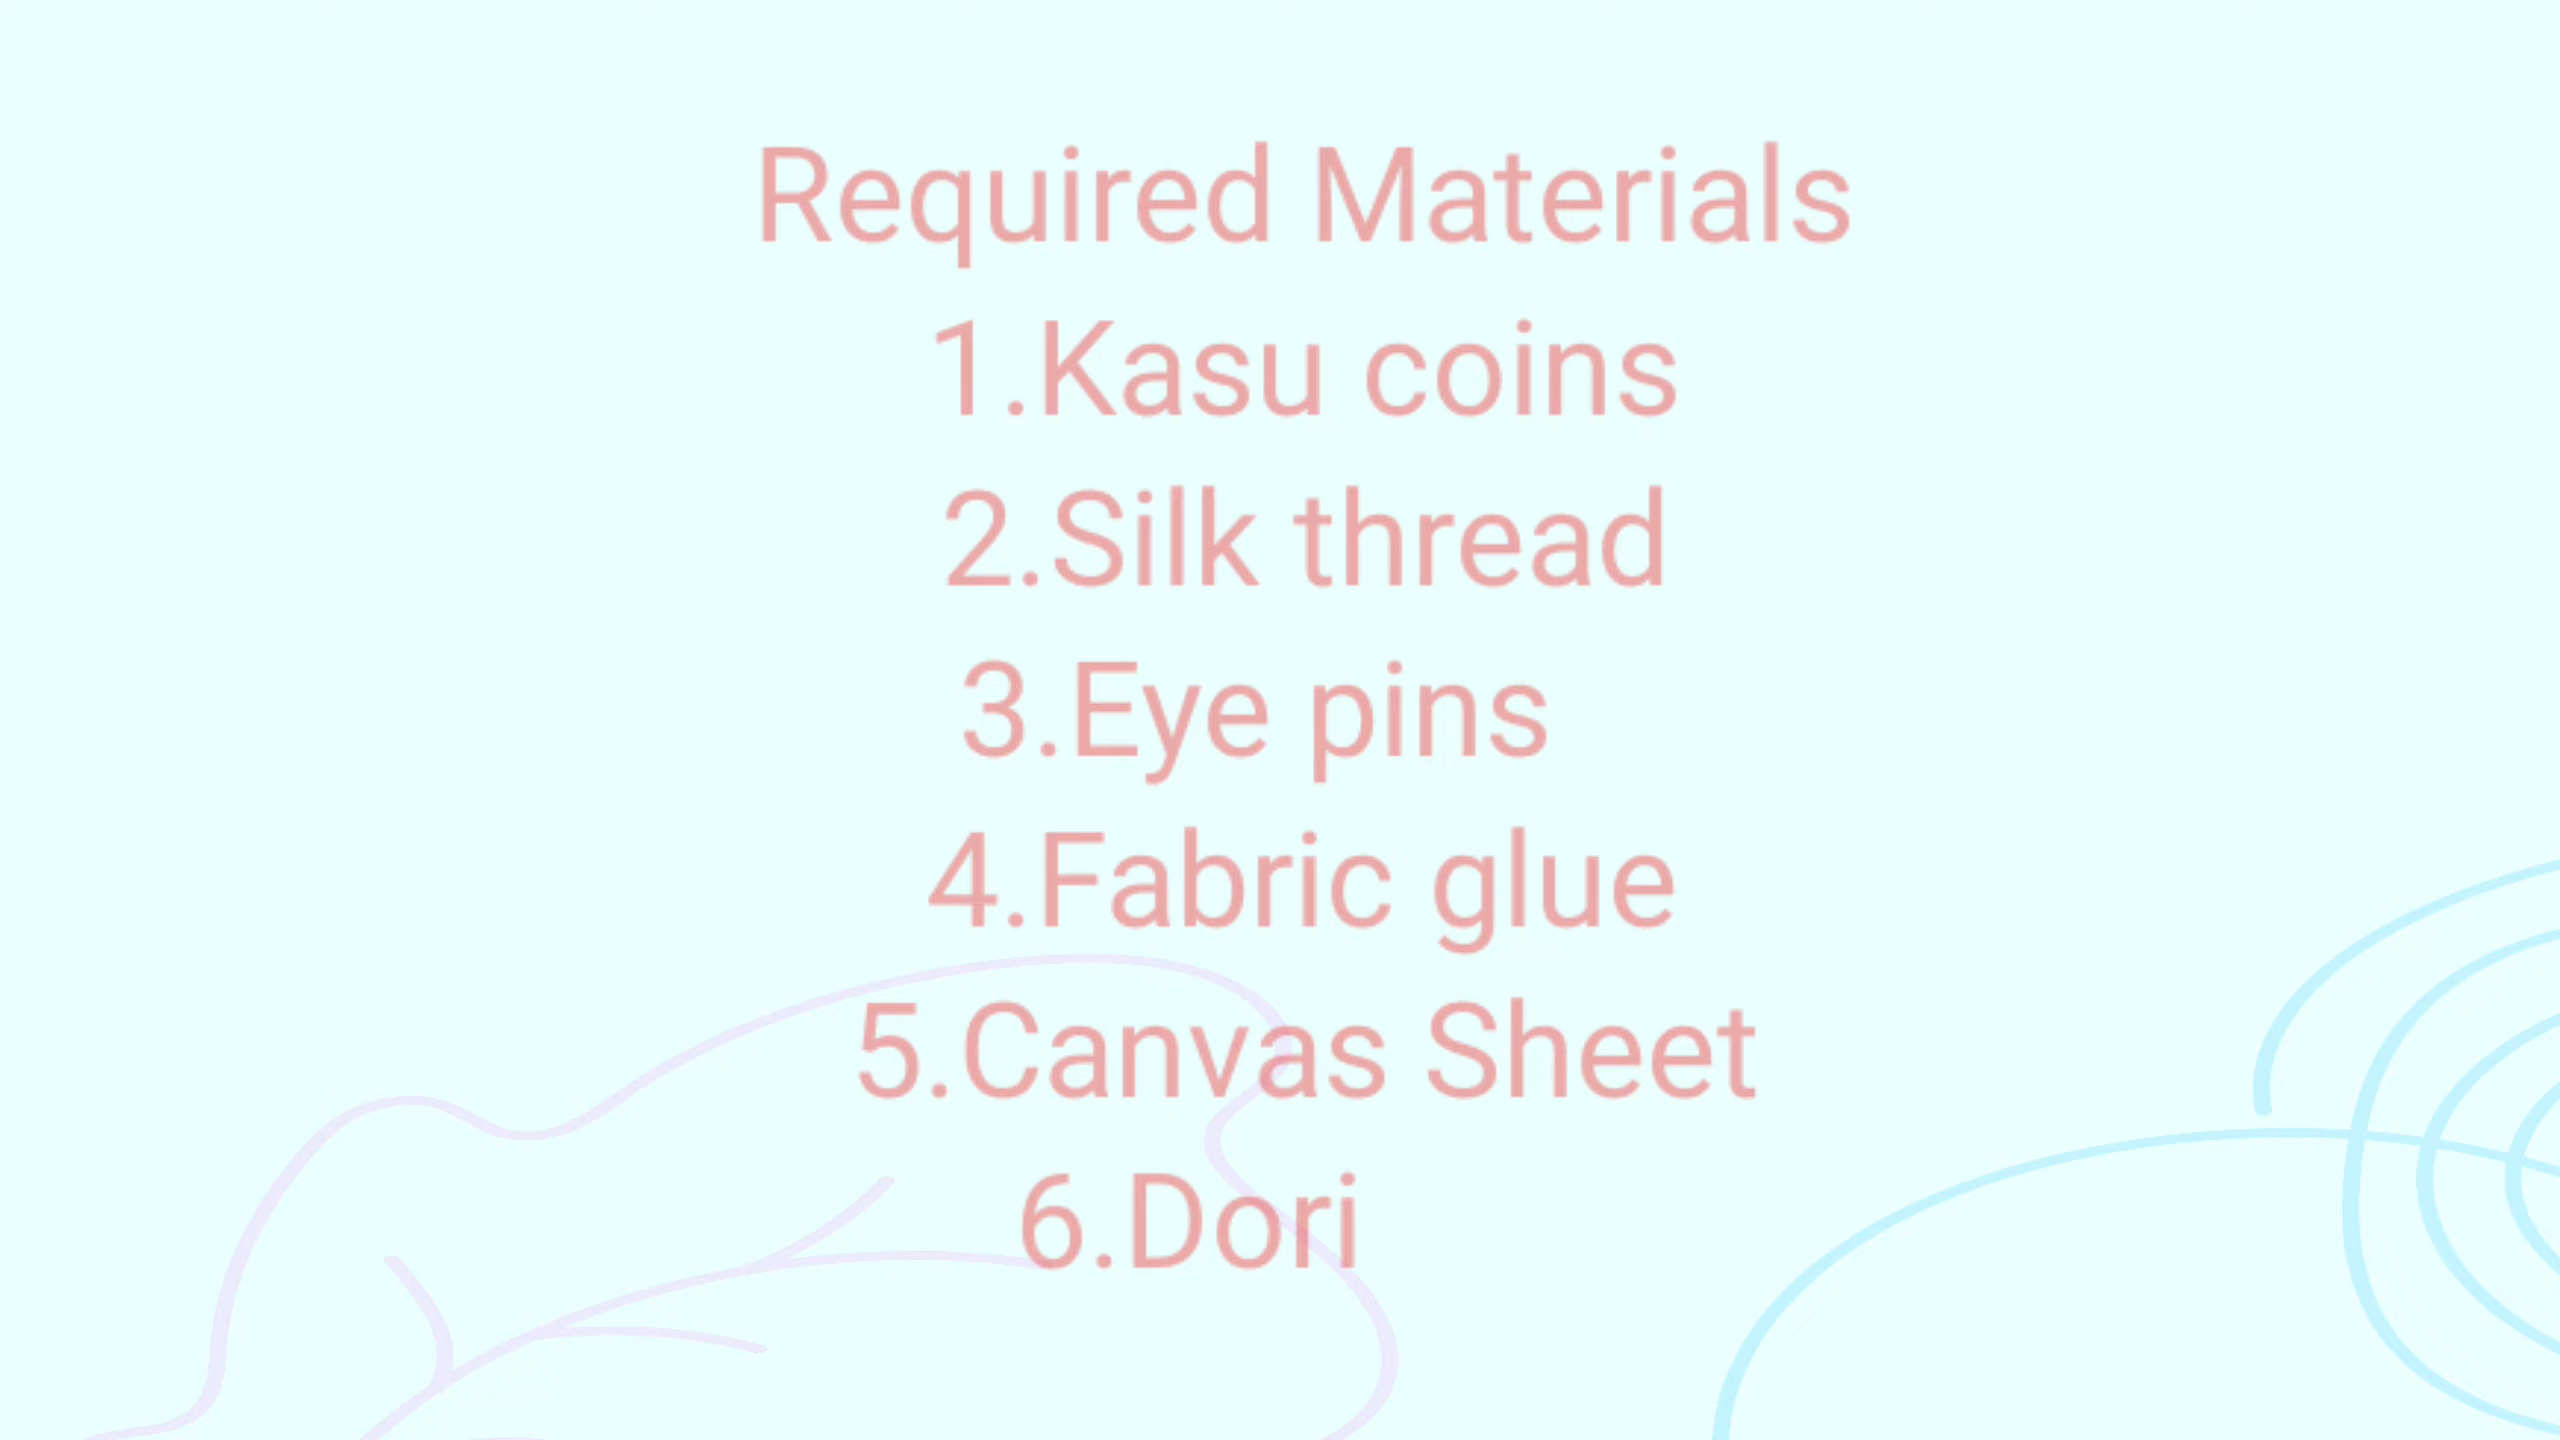 Required Materials
1.Kasu coins
2.Silk thread
3.Eye pins
4.Fabric glue
5.Canvas Sheet
6.Dori